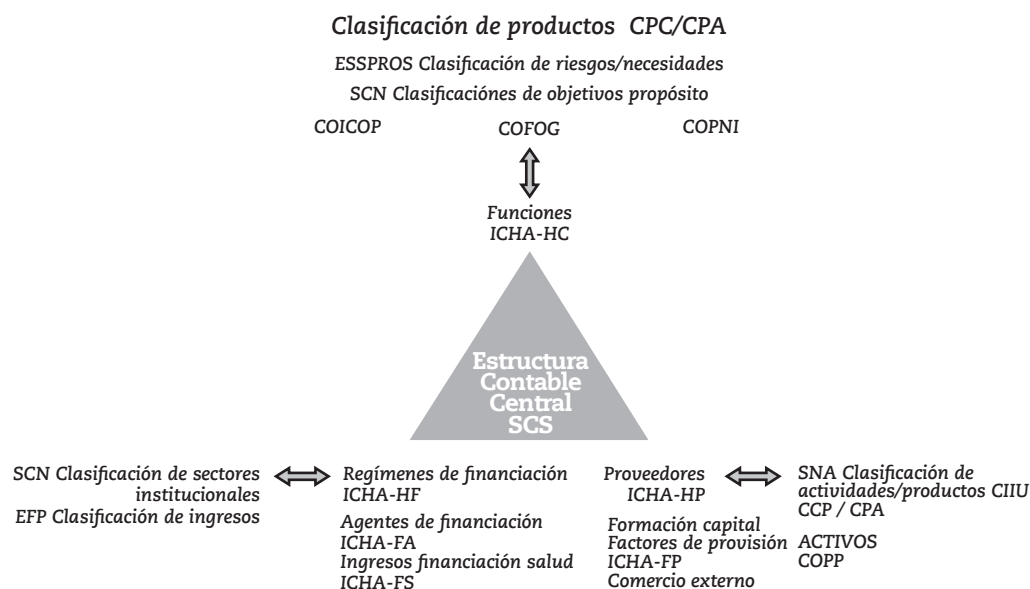 Clasificación de productos CPC/CPA
ESSPROS Clasificación de riesgos/necesidades
SCN Clasificaciónes de objetivos propósito
COICOP COFOG COPNI
Funciones
ICHA-HC
Estructura
Contable
Central
SCS
SCN Clasificación de sectores
institucionales
EFP Clasificación de ingresos
Regímenes de financiación
ICHA-HF
Agentes de financiación
ICHA-FA
Ingresos financiación salud
ICHA-FS
Proveedores
ICHA-HP
Formación capital
Factores de provisión
ICHA-FP
Comercio externo
SNA Clasificación de
actividades/productos CIIU
CCP / CPA
ACTIVOS
COPP